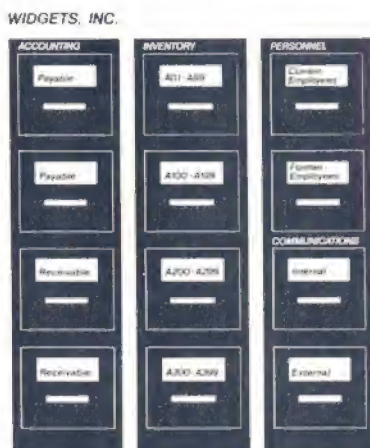 WIDGETS, INC.
ACCOUNTING
Payable
Payable
Receivable
Receivable
INVENTORY
A01-A99
A100-A199
A200-A299
A300-A399
PERSONNEL
Current
Employees
Former
Employees
COMMUNICATIONS
Internal
External